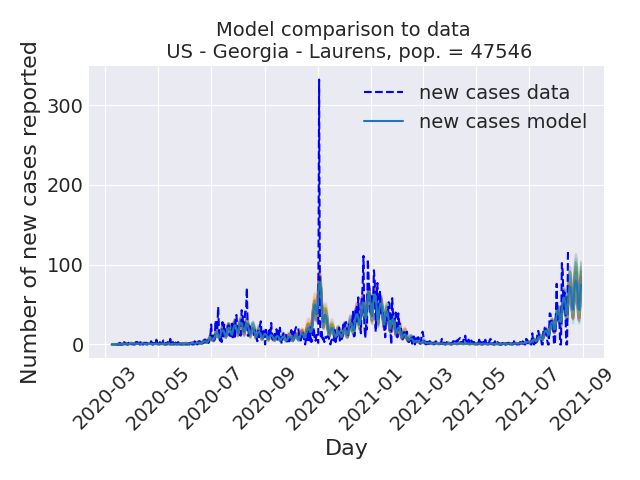 Model comparison to data
US - Georgia - Laurens, pop. = 47546
new cases data
new cases model
Number of new cases reported
300
200
100
0
2020-03
2020-05
2020-07
2020-09
2020-11
2021-01
2021-03
2021-05
2021-07
2021-09
Day